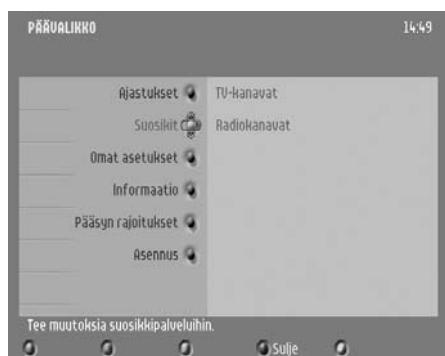 PÄÄVALIKKO 14:49
Ajastukset TV-kanavat
Suosikit Radiokanavat
Omat asetukset
Informaatio
Pääsyn rajoitukset
Asennus
Tee muutoksia suosikkipalveluihin.
Sulje